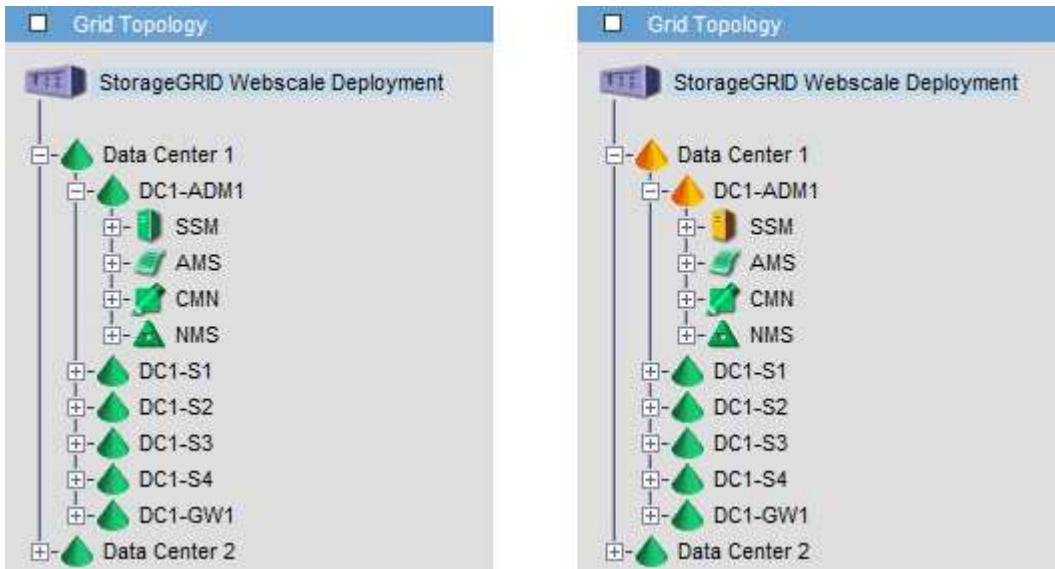 Grid Topology
StorageGRID Webscale Deployment
Data Center 1
DC1-ADM1
SSM
AMS
CMN
NMS
DC1-S1
DC1-S2
DC1-S3
DC1-S4
DC1-GW1
Data Center 2
Grid Topology
StorageGRID Webscale Deployment
Data Center 1
DC1-ADM1
SSM
AMS
CMN
NMS
DC1-S1
DC1-S2
DC1-S3
DC1-S4
DC1-GW1
Data Center 2